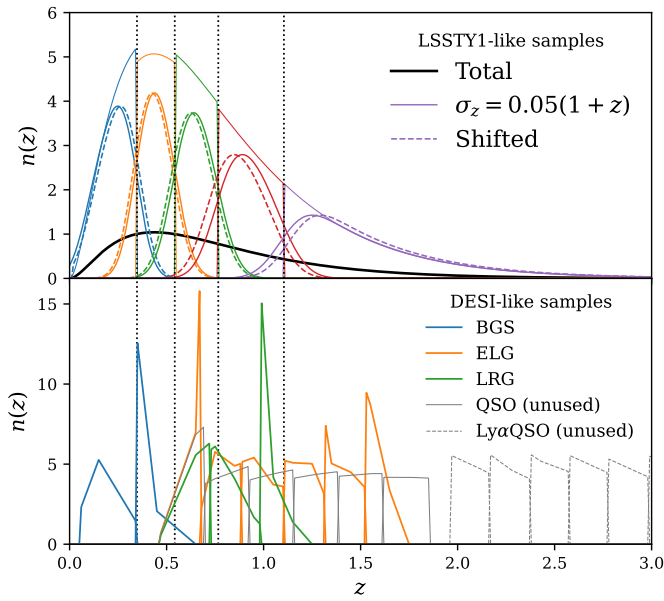 6
5
4
3
2
1
0
n(z)
LSSTY1-like samples
Total
σz = 0.05(1 + z)
Shifted
15
10
5
0
n(z)
DESI-like samples
BGS
ELG
LRG
QSO (unused)
LyαQSO (unused)
0.0 0.5 1.0 1.5 2.0 2.5 3.0
z